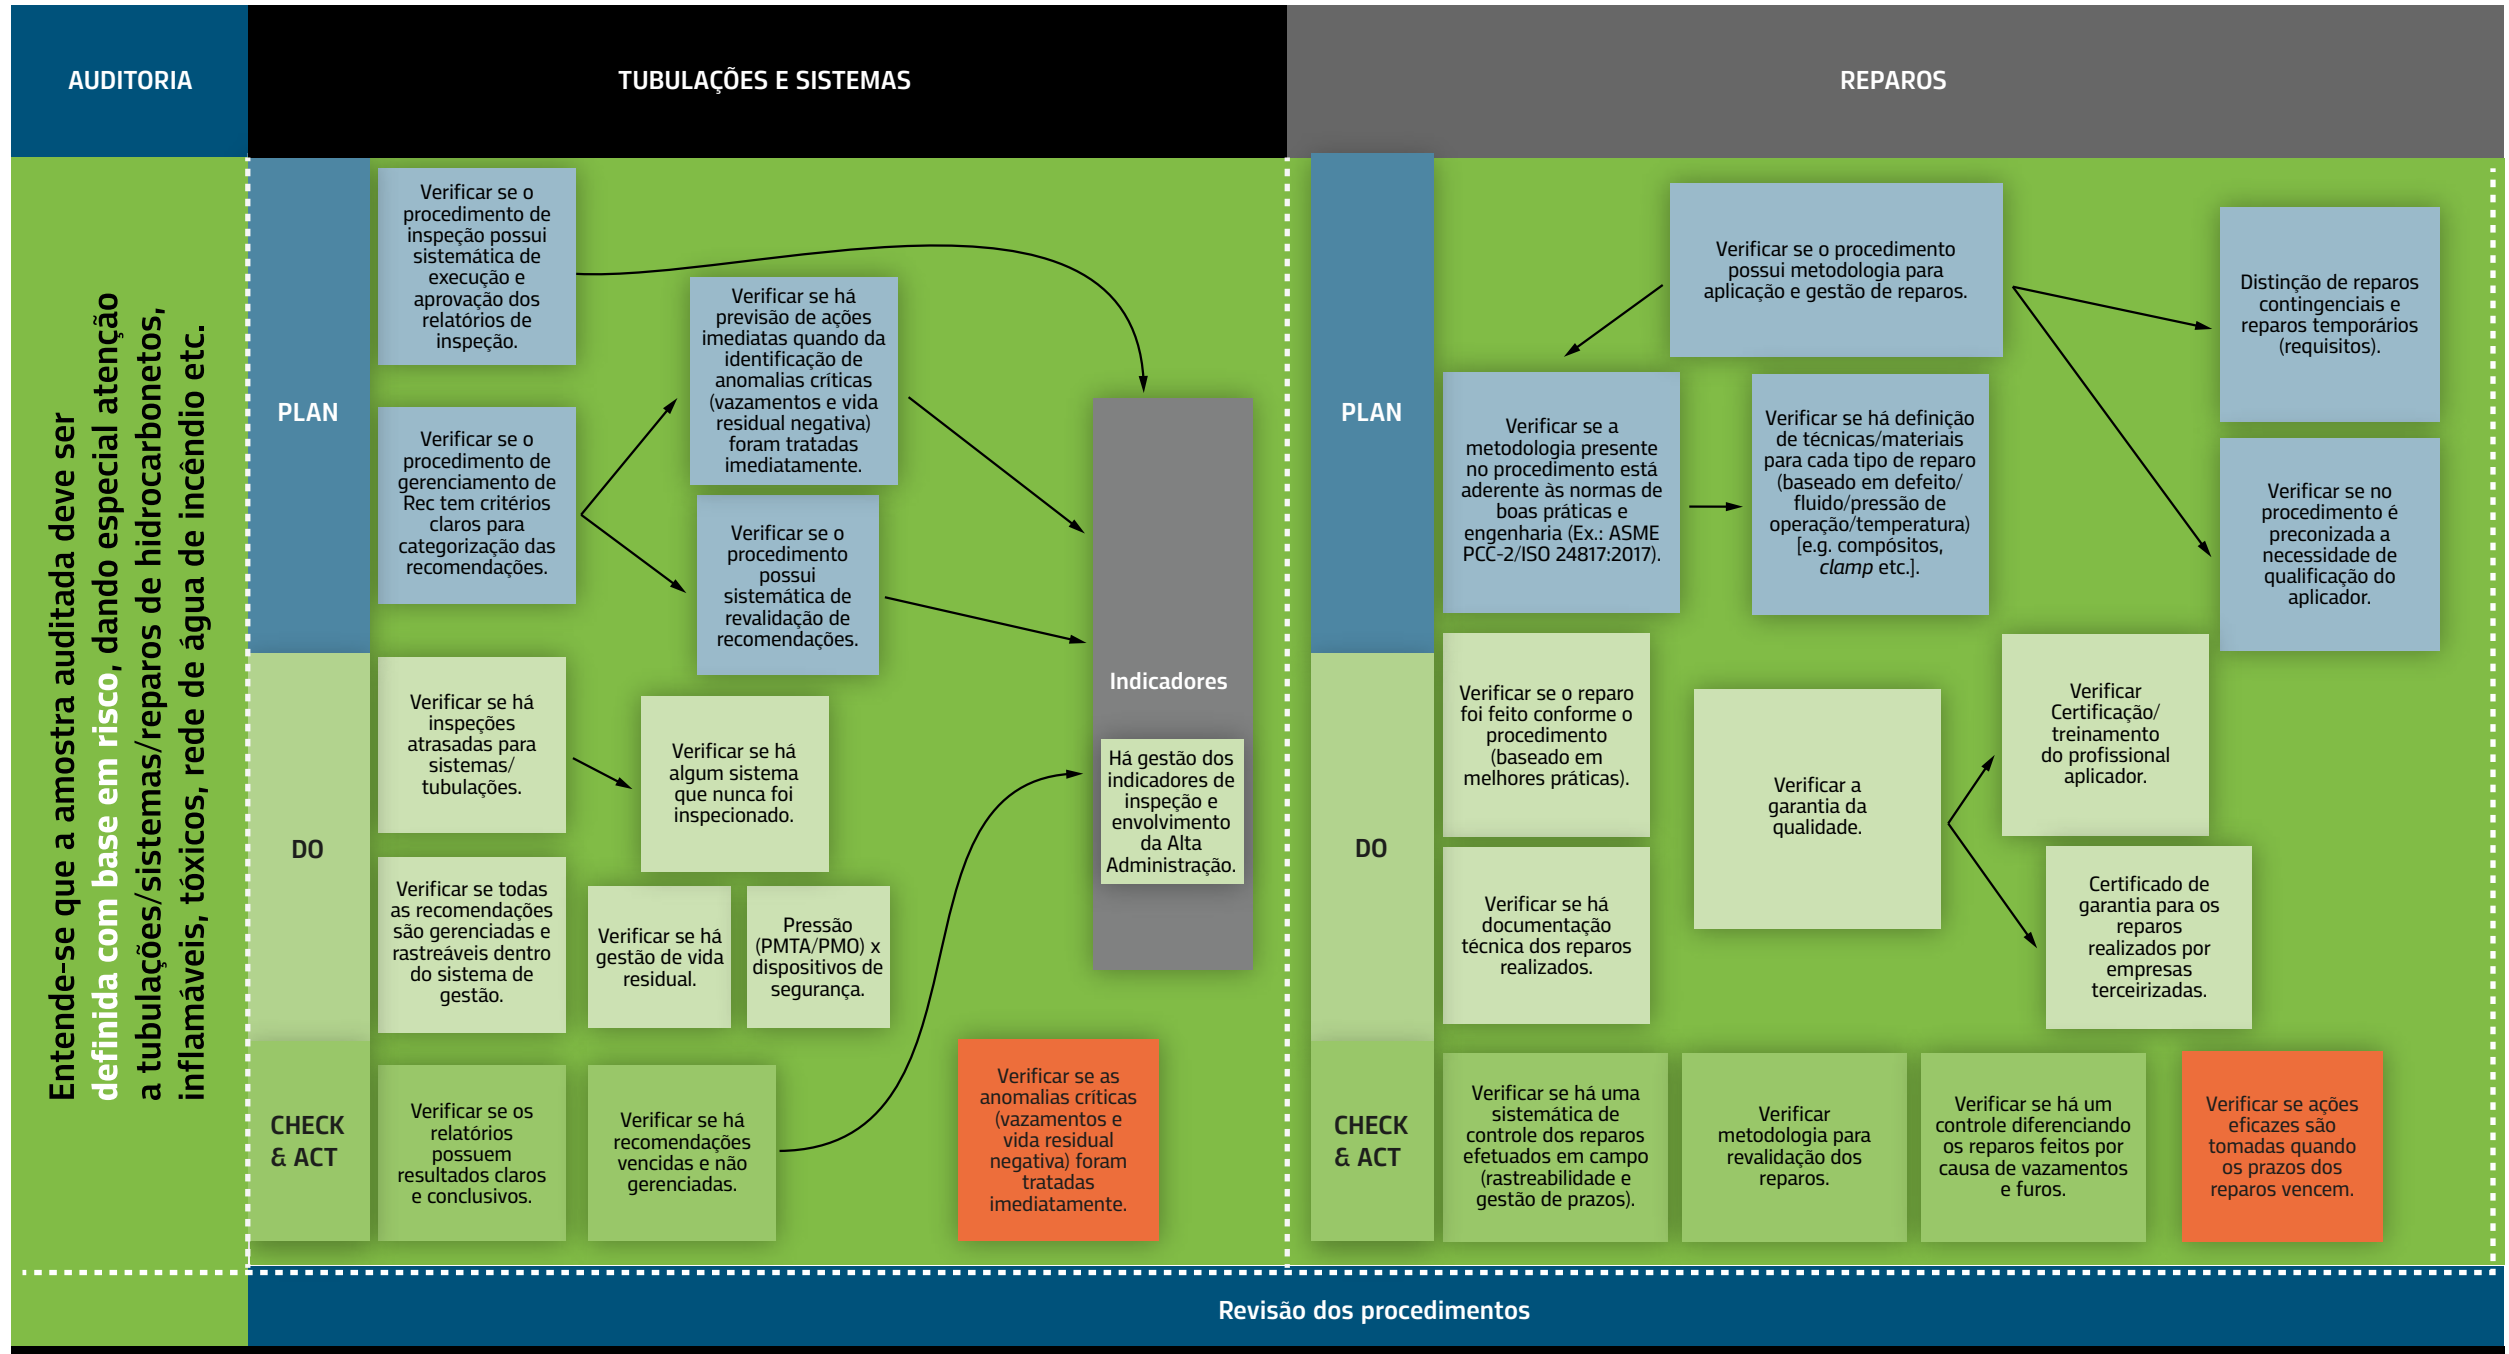 AUDITORIA
TUBULAÇÕES E SISTEMAS
REPAROS
Entende-se que a amostra auditada deve ser
definida com base em risco, dando especial atenção
a tubulações/sistemas/reparos de hidrocarbonetos,
inflamáveis, tóxicos, rede de água de incêndio etc.
PLAN
Verificar se o
procedimento de
inspeção possui
sistemática de
execução e
aprovação dos
relatórios de
inspeção.
Verificar se o
procedimento de
gerenciamento de
Rec tem critérios
claros para
categorização das
recomendações.
Verificar se há
previsão de ações
imediatas quando da
identificação de
anomalias críticas
(vazamentos e vida
residual negativa)
foram tratadas
imediatamente.
Verificar se o
procedimento
possui
sistemática de
revalidação de
recomendações.
Indicadores
Há gestão dos
indicadores de
inspeção e
envolvimento
da Alta
Administração.
DO
Verificar se há
inspeções
atrasadas para
sistemas/
tubulações.
Verificar se há
algum sistema
que nunca foi
inspecionado.
Verificar se todas
as recomendações
são gerenciadas e
rastreáveis dentro
do sistema de
gestão.
Verificar se há
gestão de vida
residual.
Pressão
(PMTA/PMO) x
dispositivos de
segurança.
CHECK
& ACT
Verificar se os
relatórios
possuem
resultados claros
e conclusivos.
Verificar se há
recomendações
vencidas e não
gerenciadas.
Verificar se as
anomalias críticas
(vazamentos e
vida residual
negativa) foram
tratadas
imediatamente.
PLAN
Verificar se o procedimento
possui metodologia para
aplicação e gestão de reparos.
Distinção de reparos
contingenciais e
reparos temporários
(requisitos).
Verificar se a
metodologia presente
no procedimento está
aderente às normas de
boas práticas e
engenharia (Ex.: ASME
PCC-2/ISO 24817:2017).
Verificar se há definição
de técnicas/materiais
para cada tipo de reparo
(baseado em defeito/
fluido/pressão de
operação/temperatura)
[e.g. compósitos,
clamp etc.].
Verificar se no
procedimento é
preconizada a
necessidade de
qualificação do
aplicador.
DO
Verificar se o reparo
foi feito conforme o
procedimento
(baseado em
melhores práticas).
Verificar se há
documentação
técnica dos reparos
realizados.
Verificar a
garantia da
qualidade.
Verificar
Certificação/
treinamento
do profissional
aplicador.
Certificado de
garantia para os
reparos
realizados por
empresas
terceirizadas.
CHECK
& ACT
Verificar se há uma
sistemática de
controle dos reparos
efetuados em campo
(rastreabilidade e
gestão de prazos).
Verificar
metodologia para
revalidação dos
reparos.
Verificar se há um
controle diferenciando
os reparos feitos por
causa de vazamentos
e furos.
Verificar se ações
eficazes são
tomadas quando
os prazos dos
reparos vencem.
Revisão dos procedimentos